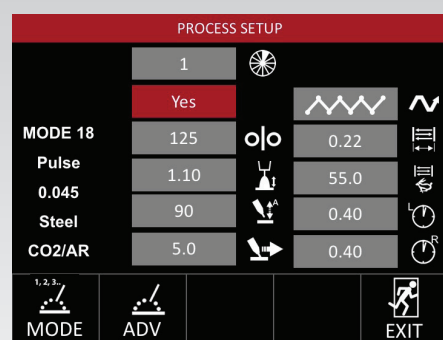 PROCESS SETUP
1
Yes
MODE 18
125
0.22
Pulse
1.10
55.0
A
0.045
90
0.40
L
Steel
CO2/AR
5.0
0.40
R
1, 2, 3..
MODE
ADV
EXIT